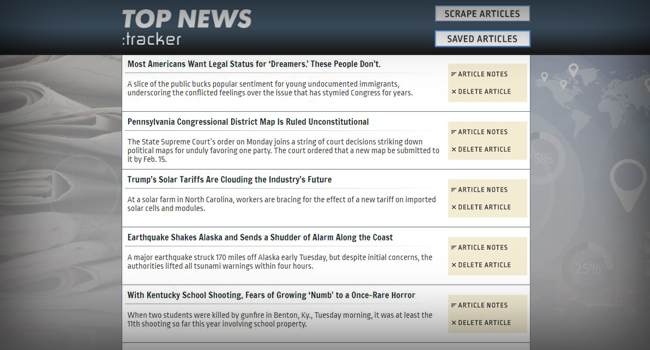 TOP NEWS
:tracker
SCRAPE ARTICLES
SAVED ARTICLES
Most Americans Want Legal Status for ‘Dreamers.’ These People Don’t.
A slice of the public bucks popular sentiment for young undocumented immigrants,
underscoring the conflicted feelings over the issue that has stymied Congress for years.
ARTICLE NOTES
✕ DELETE ARTICLE
Pennsylvania Congressional District Map Is Ruled Unconstitutional
The State Supreme Court’s order on Monday joins a string of court decisions striking down
political maps for unduly favoring one party. The court ordered that a new map be submitted to
it by Feb. 15.
ARTICLE NOTES
✕ DELETE ARTICLE
Trump’s Solar Tariffs Are Clouding the Industry’s Future
At a solar farm in North Carolina, workers are bracing for the effect of a new tariff on imported
solar cells and modules.
ARTICLE NOTES
✕ DELETE ARTICLE
Earthquake Shakes Alaska and Sends a Shudder of Alarm Along the Coast
A major earthquake struck 170 miles off Alaska early Tuesday, but despite initial concerns, the
authorities lifted all tsunami warnings within four hours.
ARTICLE NOTES
✕ DELETE ARTICLE
With Kentucky School Shooting, Fears of Growing ‘Numb’ to a Once-Rare Horror
When two students were killed by gunfire in Benton, Ky., Tuesday morning, it was at least the
11th shooting so far this year involving school property.
ARTICLE NOTES
✕ DELETE ARTICLE
25%